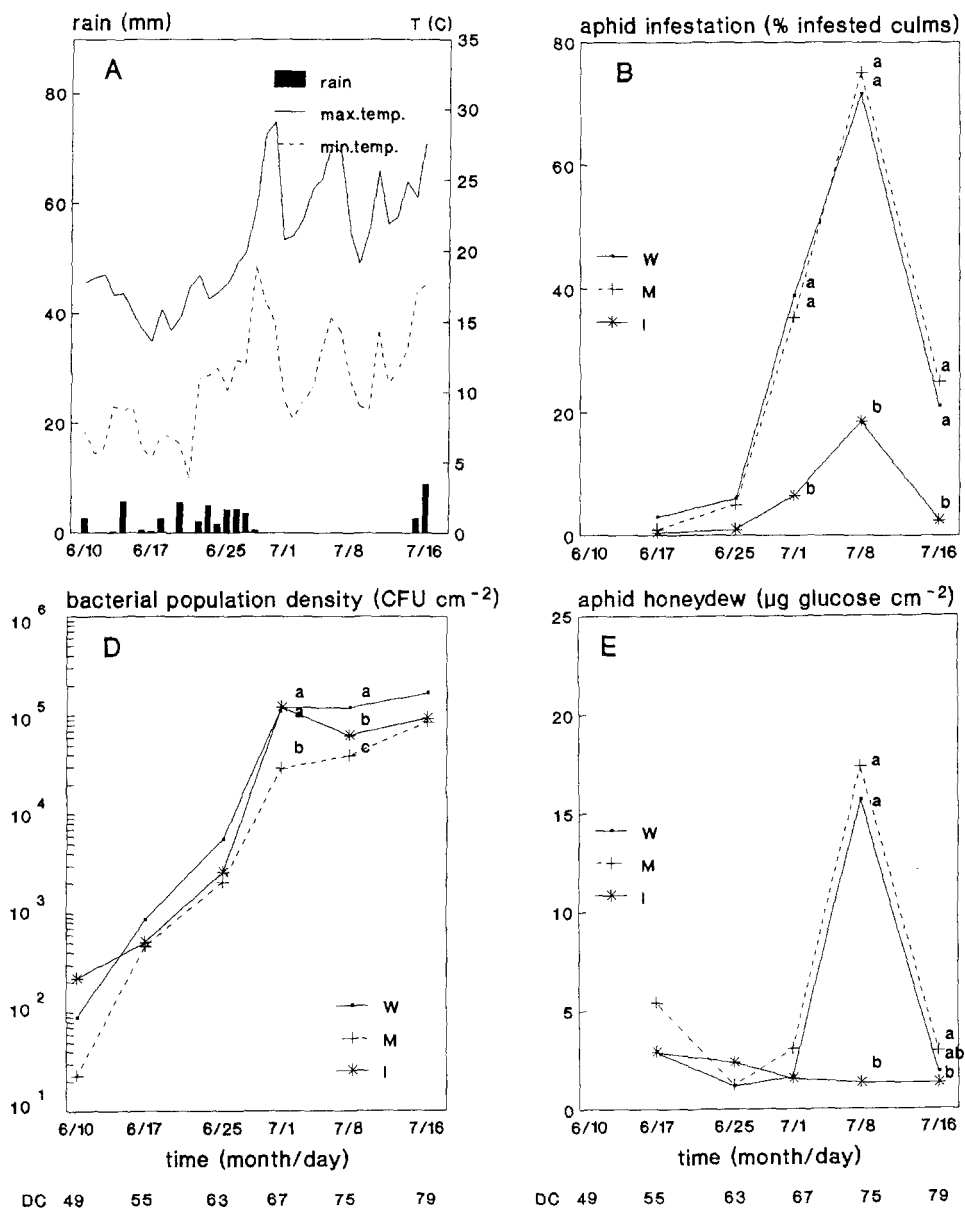 rain (mm)
T (C)
A
rain
max.temp.
min.temp.
80
60
40
20
0
35
30
25
20
15
10
5
0
6/10 6/17 6/25 7/1 7/8 7/16
aphid infestation (% infested culms)
B
80
60
40
20
0
W
M
I
a
a
a
a
a
a
b
b
b
6/10 6/17 6/25 7/1 7/8 7/16
bacterial population density (CFU cm⁻²)
D
10⁶
10⁵
10⁴
10³
10²
10¹
a
a
b
a
b
c
W
M
I
6/10 6/17 6/25 7/1 7/8 7/16
time (month/day)
DC 49 55 63 67 75 79
aphid honeydew (µg glucose cm⁻²)
E
25
20
15
10
5
0
W
M
I
a
a
b
a
ab
b
6/10 6/17 6/25 7/1 7/8 7/16
time (month/day)
DC 49 55 63 67 75 79